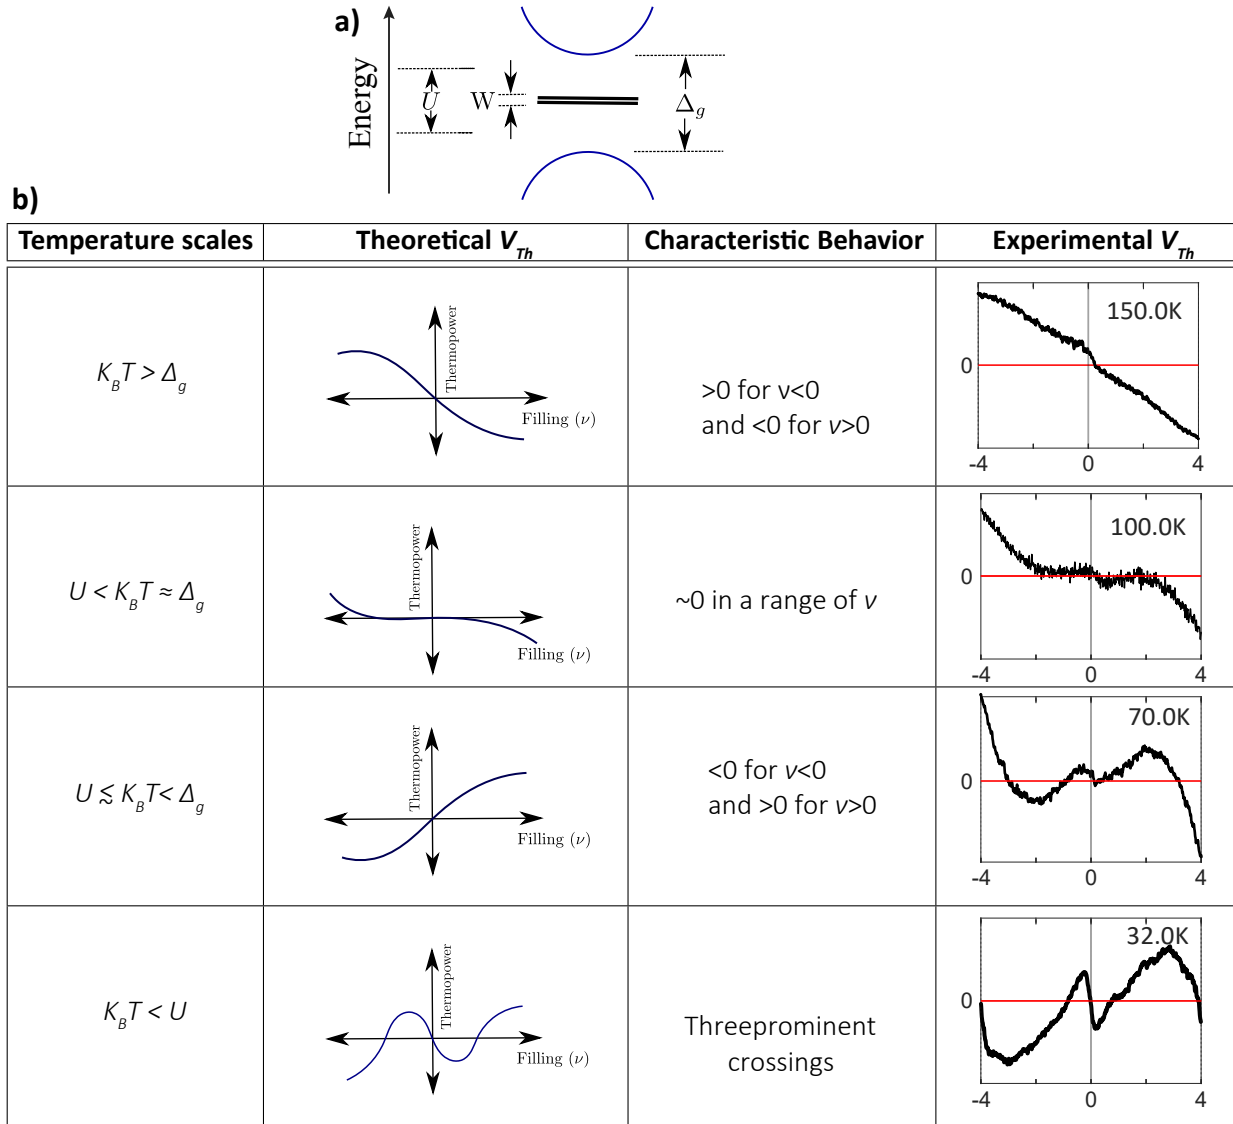 a)
Energy
U
W
Δg
b)
Temperature scales
Theoretical VTh
Characteristic Behavior
Experimental VTh
KBT > Δg
Thermopower
Filling (ν)
>0 for ν<0
and <0 for ν>0
150.0K
0
-4
0
4
U < KBT ≈ Δg
Thermopower
Filling (ν)
~0 in a range of ν
100.0K
0
-4
0
4
U ≲ KBT< Δg
Thermopower
Filling (ν)
<0 for ν<0
and >0 for ν>0
70.0K
0
-4
0
4
KBT < U
Thermopower
Filling (ν)
Threeprominent
crossings
32.0K
0
-4
0
4